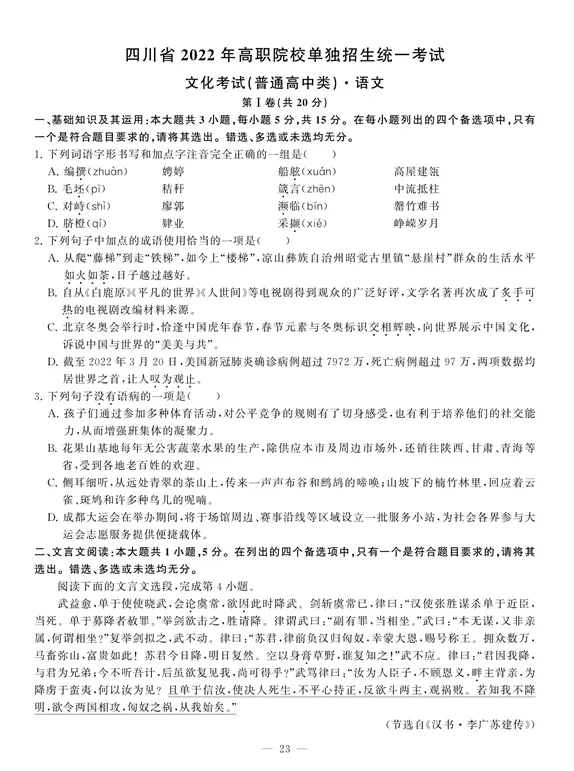 四川省 2022 年高职院校单独招生统一考试
文化考试(普通高中类)·语文
第Ⅰ卷(共 20 分)
一、基础知识及其运用:本大题共 3 小题,每小题 5 分,共 15 分。在每小题列出的四个备选项中,只有
一个是符合题目要求的,请将其选出。错选、多选或未选均无分。
1. 下列词语字形书写和加点字注音完全正确的一组是( )
A. 编撰(zhuàn) 娉婷 船舷(xuán) 高屋建瓴
B. 毛坯(pī) 秸秆 箴言(zhēn) 中流抵柱
C. 对峙(shì) 廖郭 濒临(bīn) 罄竹难书
D. 脐橙(qí) 肆业 采撷(xié) 峥嵘岁月
2. 下列句子中加点的成语使用恰当的一项是( )
A. 从爬“藤梯”到走“铁梯”,如今上“楼梯”,凉山彝族自治州昭觉古里镇“悬崖村”群众的生活水平
如火如荼,日子越过越好。
B. 自从《白鹿原》《平凡的世界》《人世间》等电视剧得到观众的广泛好评,文学名著再次成了炙手可
热的电视剧改编材料来源。
C. 北京冬奥会举行时,恰逢中国虎年春节,春节元素与冬奥标识交相辉映,向世界展示中国文化,
诉说中国与世界的“美美与共”。
D. 截至 2022 年 3 月 20 日,美国新冠肺炎确诊病例超过 7972 万,死亡病例超过 97 万,两项数据均
居世界之首,让人叹为观止。
3. 下列句子没有语病的一项是( )
A. 孩子们通过参加多种体育活动,对公平竞争的规则有了切身感受,也有利于培养他们的社交能
力,从而增强班集体的凝聚力。
B. 花果山基地每年无公害蔬菜水果的生产,除供应本市及周边市场外,还销往陕西、甘肃、青海等
省,受到各地老百姓的欢迎。
C. 侧耳细听,从远处青翠的茶山上,传来一声声布谷和鹧鸪的啼唤;山坡下的楠竹林里,回应着云
雀、斑鸠和许多种鸟儿的呢喃。
D. 成都大运会在举办期间,将于场馆周边、赛事沿线等区域设立一批服务小站,为社会各界参与大
运会志愿服务提供便捷载体。
二、文言文阅读:本大题共 1 小题,5 分。在列出的四个备选项中,只有一个是符合题目要求的,请将其
选出。错选、多选或未选均无分。
阅读下面的文言文选段,完成第 4 小题。
武益愈,单于使使晓武,会论虞常,欲因此时降武。剑斩虞常已,律曰:“汉使张胜谋杀单于近臣,
当死。单于募降者赦罪。”举剑欲击之,胜请降。律谓武曰:“副有罪,当相坐。”武曰:“本无谋,又非亲
属,何谓相坐?”复举剑拟之,武不动。律曰:“苏君,律前负汉归匈奴,幸蒙大恩,赐号称王。拥众数万,
马畜弥山,富贵如此!苏君今日降,明日复然。空以身膏草野,谁复知之!”武不应。律曰:“君因我降,
与君为兄弟;今不听吾计,后虽欲复见我,尚可得乎?”武骂律曰:“汝为人臣子,不顾恩义,畔主背亲,为
降虏于蛮夷,何以汝为见?且单于信汝,使决人死生,不平心持正,反欲斗两主,观祸败。若知我不降
明,欲令两国相攻,匈奴之祸,从我始矣。”
(节选自《汉书·李广苏建传》)
— 23 —